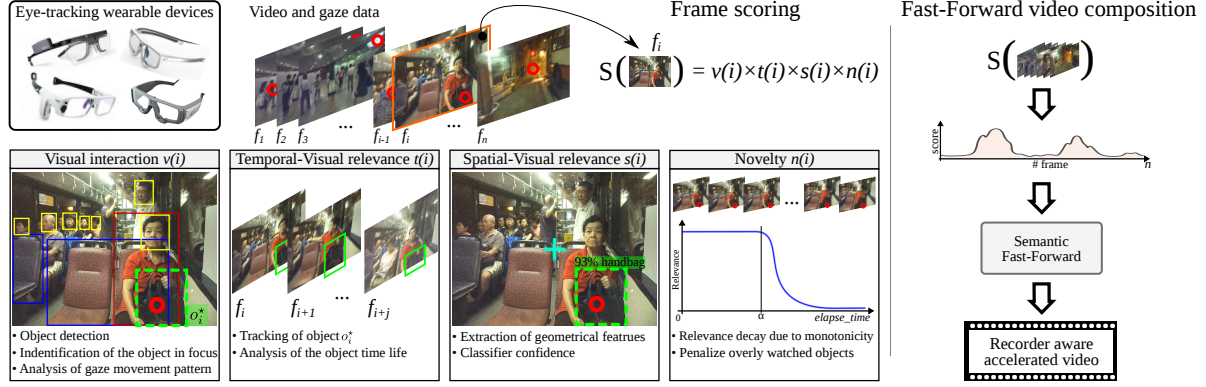 Eye-tracking wearable devices
Video and gaze data
f1 f2 f3 ... fi-1 fi ... fn
Frame scoring
fi
S( ) = v(i)×t(i)×s(i)×n(i)
Visual interaction v(i)
oi*
• Object detection
• Indentification of the object in focus
• Analysis of gaze movement pattern
Temporal-Visual relevance t(i)
...
fi fi+1 fi+j
• Tracking of object oi*
• Analysis of the object time life
Spatial-Visual relevance s(i)
93% handbag
• Extraction of geometrical featrues
• Classifier confidence
Novelty n(i)
...
Relevance
0 α elapse_time
• Relevance decay due to monotonicity
• Penalize overly watched objects
Fast-Forward video composition
S( )
score
# frame n
Semantic
Fast-Forward
Recorder aware
accelerated video